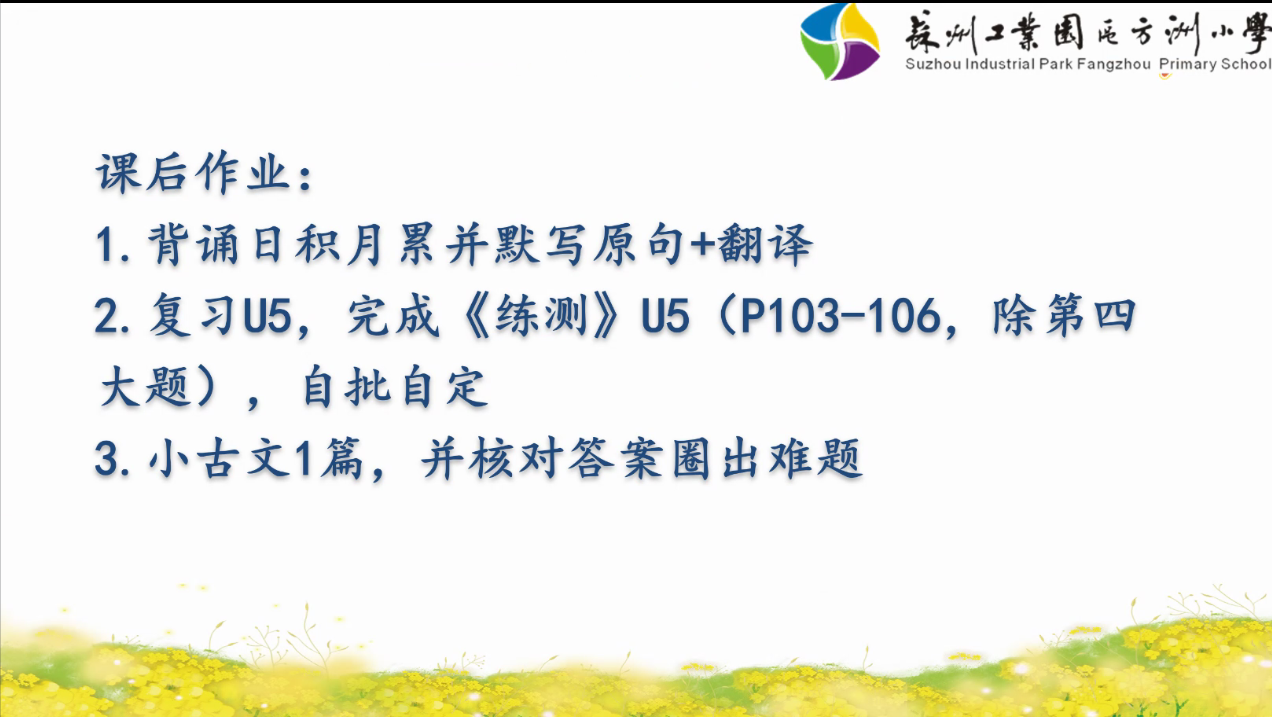 蘇州工業園區方洲小學
Suzhou Industrial Park Fangzhou Primary School
课后作业：
1.背诵日积月累并默写原句+翻译
2.复习U5，完成《练测》U5（P103-106，除第四
大题），自批自定
3.小古文1篇，并核对答案圈出难题